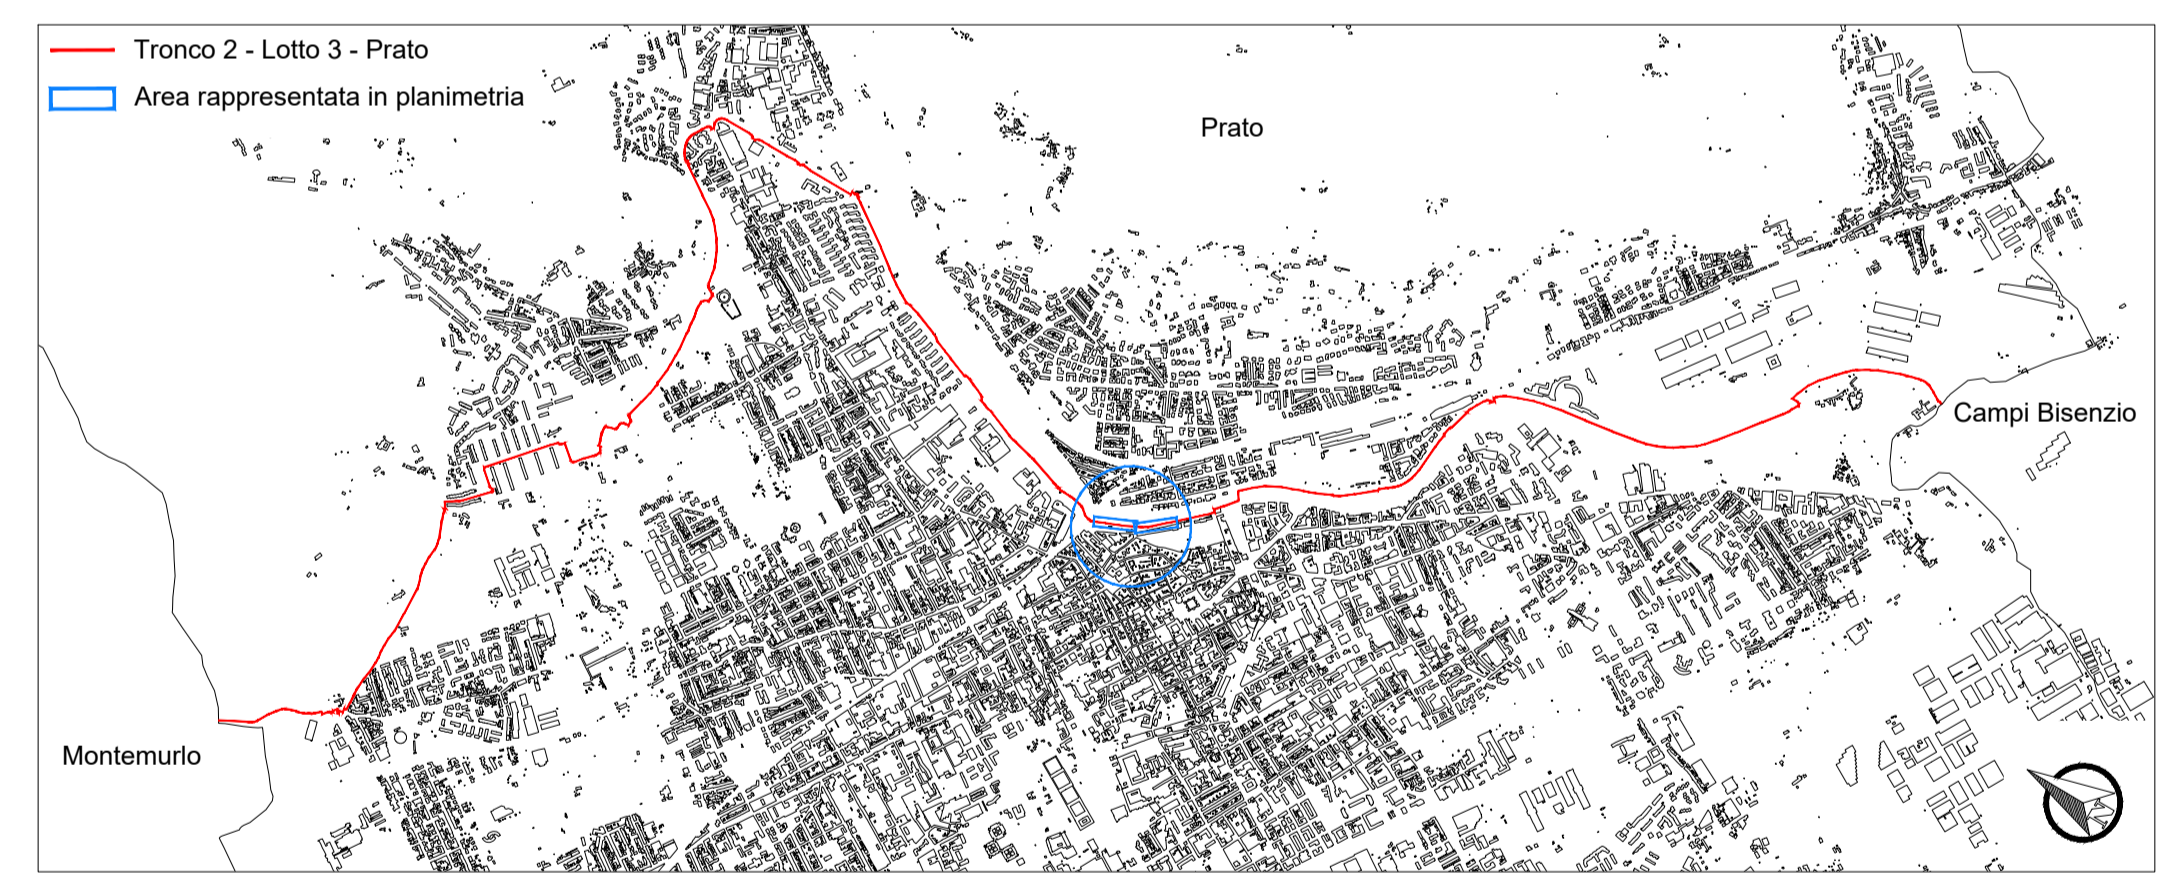 Tronco 2 - Lotto 3 - Prato
Area rappresentata in planimetria
Prato
Campi Bisenzio
Montemurlo